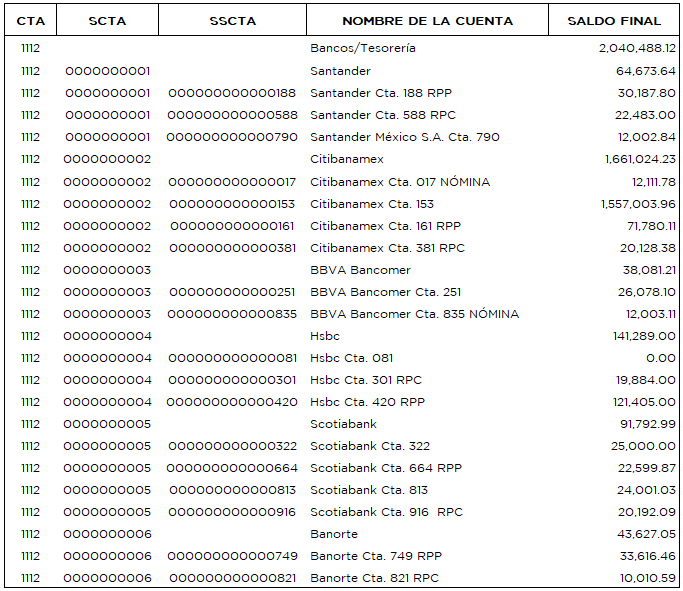 CTA SCTA SSCTA NOMBRE DE LA CUENTA SALDO FINAL
1112 Bancos/Tesorería 2,040,488.12
1112 0000000001 Santander 64,673.64
1112 0000000001 000000000000188 Santander Cta. 188 RPP 30,187.80
1112 0000000001 000000000000588 Santander Cta. 588 RPC 22,483.00
1112 0000000001 000000000000790 Santander México S.A. Cta. 790 12,002.84
1112 0000000002 Citibanamex 1,661,024.23
1112 0000000002 000000000000017 Citibanamex Cta. 017 NÓMINA 12,111.78
1112 0000000002 000000000000153 Citibanamex Cta. 153 1,557,003.96
1112 0000000002 000000000000161 Citibanamex Cta. 161 RPP 71,780.11
1112 0000000002 000000000000381 Citibanamex Cta. 381 RPC 20,128.38
1112 0000000003 BBVA Bancomer 38,081.21
1112 0000000003 000000000000251 BBVA Bancomer Cta. 251 26,078.10
1112 0000000003 000000000000835 BBVA Bancomer Cta. 835 NÓMINA 12,003.11
1112 0000000004 Hsbc 141,289.00
1112 0000000004 000000000000081 Hsbc Cta. 081 0.00
1112 0000000004 000000000000301 Hsbc Cta. 301 RPC 19,884.00
1112 0000000004 000000000000420 Hsbc Cta. 420 RPP 121,405.00
1112 0000000005 Scotiabank 91,792.99
1112 0000000005 000000000000322 Scotiabank Cta. 322 25,000.00
1112 0000000005 000000000000664 Scotiabank Cta. 664 RPP 22,599.87
1112 0000000005 000000000000813 Scotiabank Cta. 813 24,001.03
1112 0000000005 000000000000916 Scotiabank Cta. 916 RPC 20,192.09
1112 0000000006 Banorte 43,627.05
1112 0000000006 000000000000749 Banorte Cta. 749 RPP 33,616.46
1112 0000000006 000000000000821 Banorte Cta. 821 RPC 10,010.59